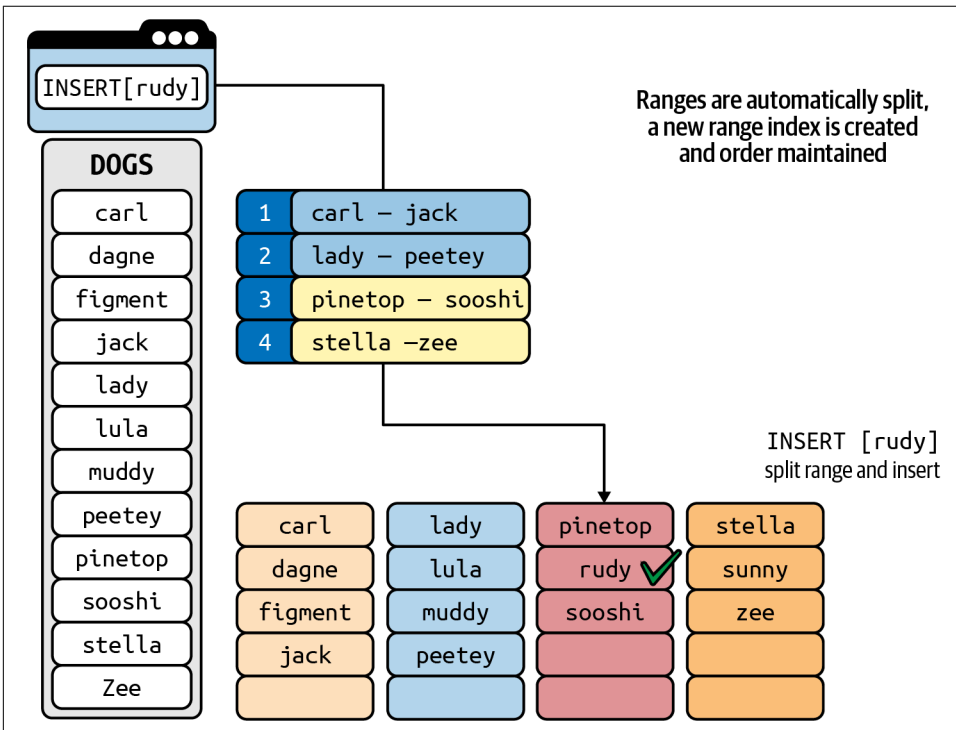 INSERT[rudy]
Ranges are automatically split,
a new range index is created
and order maintained
DOGS
carl
dagne
figment
jack
lady
lula
muddy
peetey
pinetop
sooshi
stella
Zee
1 carl – jack
2 lady – peetey
3 pinetop – sooshi
4 stella –zee
INSERT [rudy]
split range and insert
carl lady pinetop stella
dagne lula rudy sunny
figment muddy sooshi zee
jack peetey